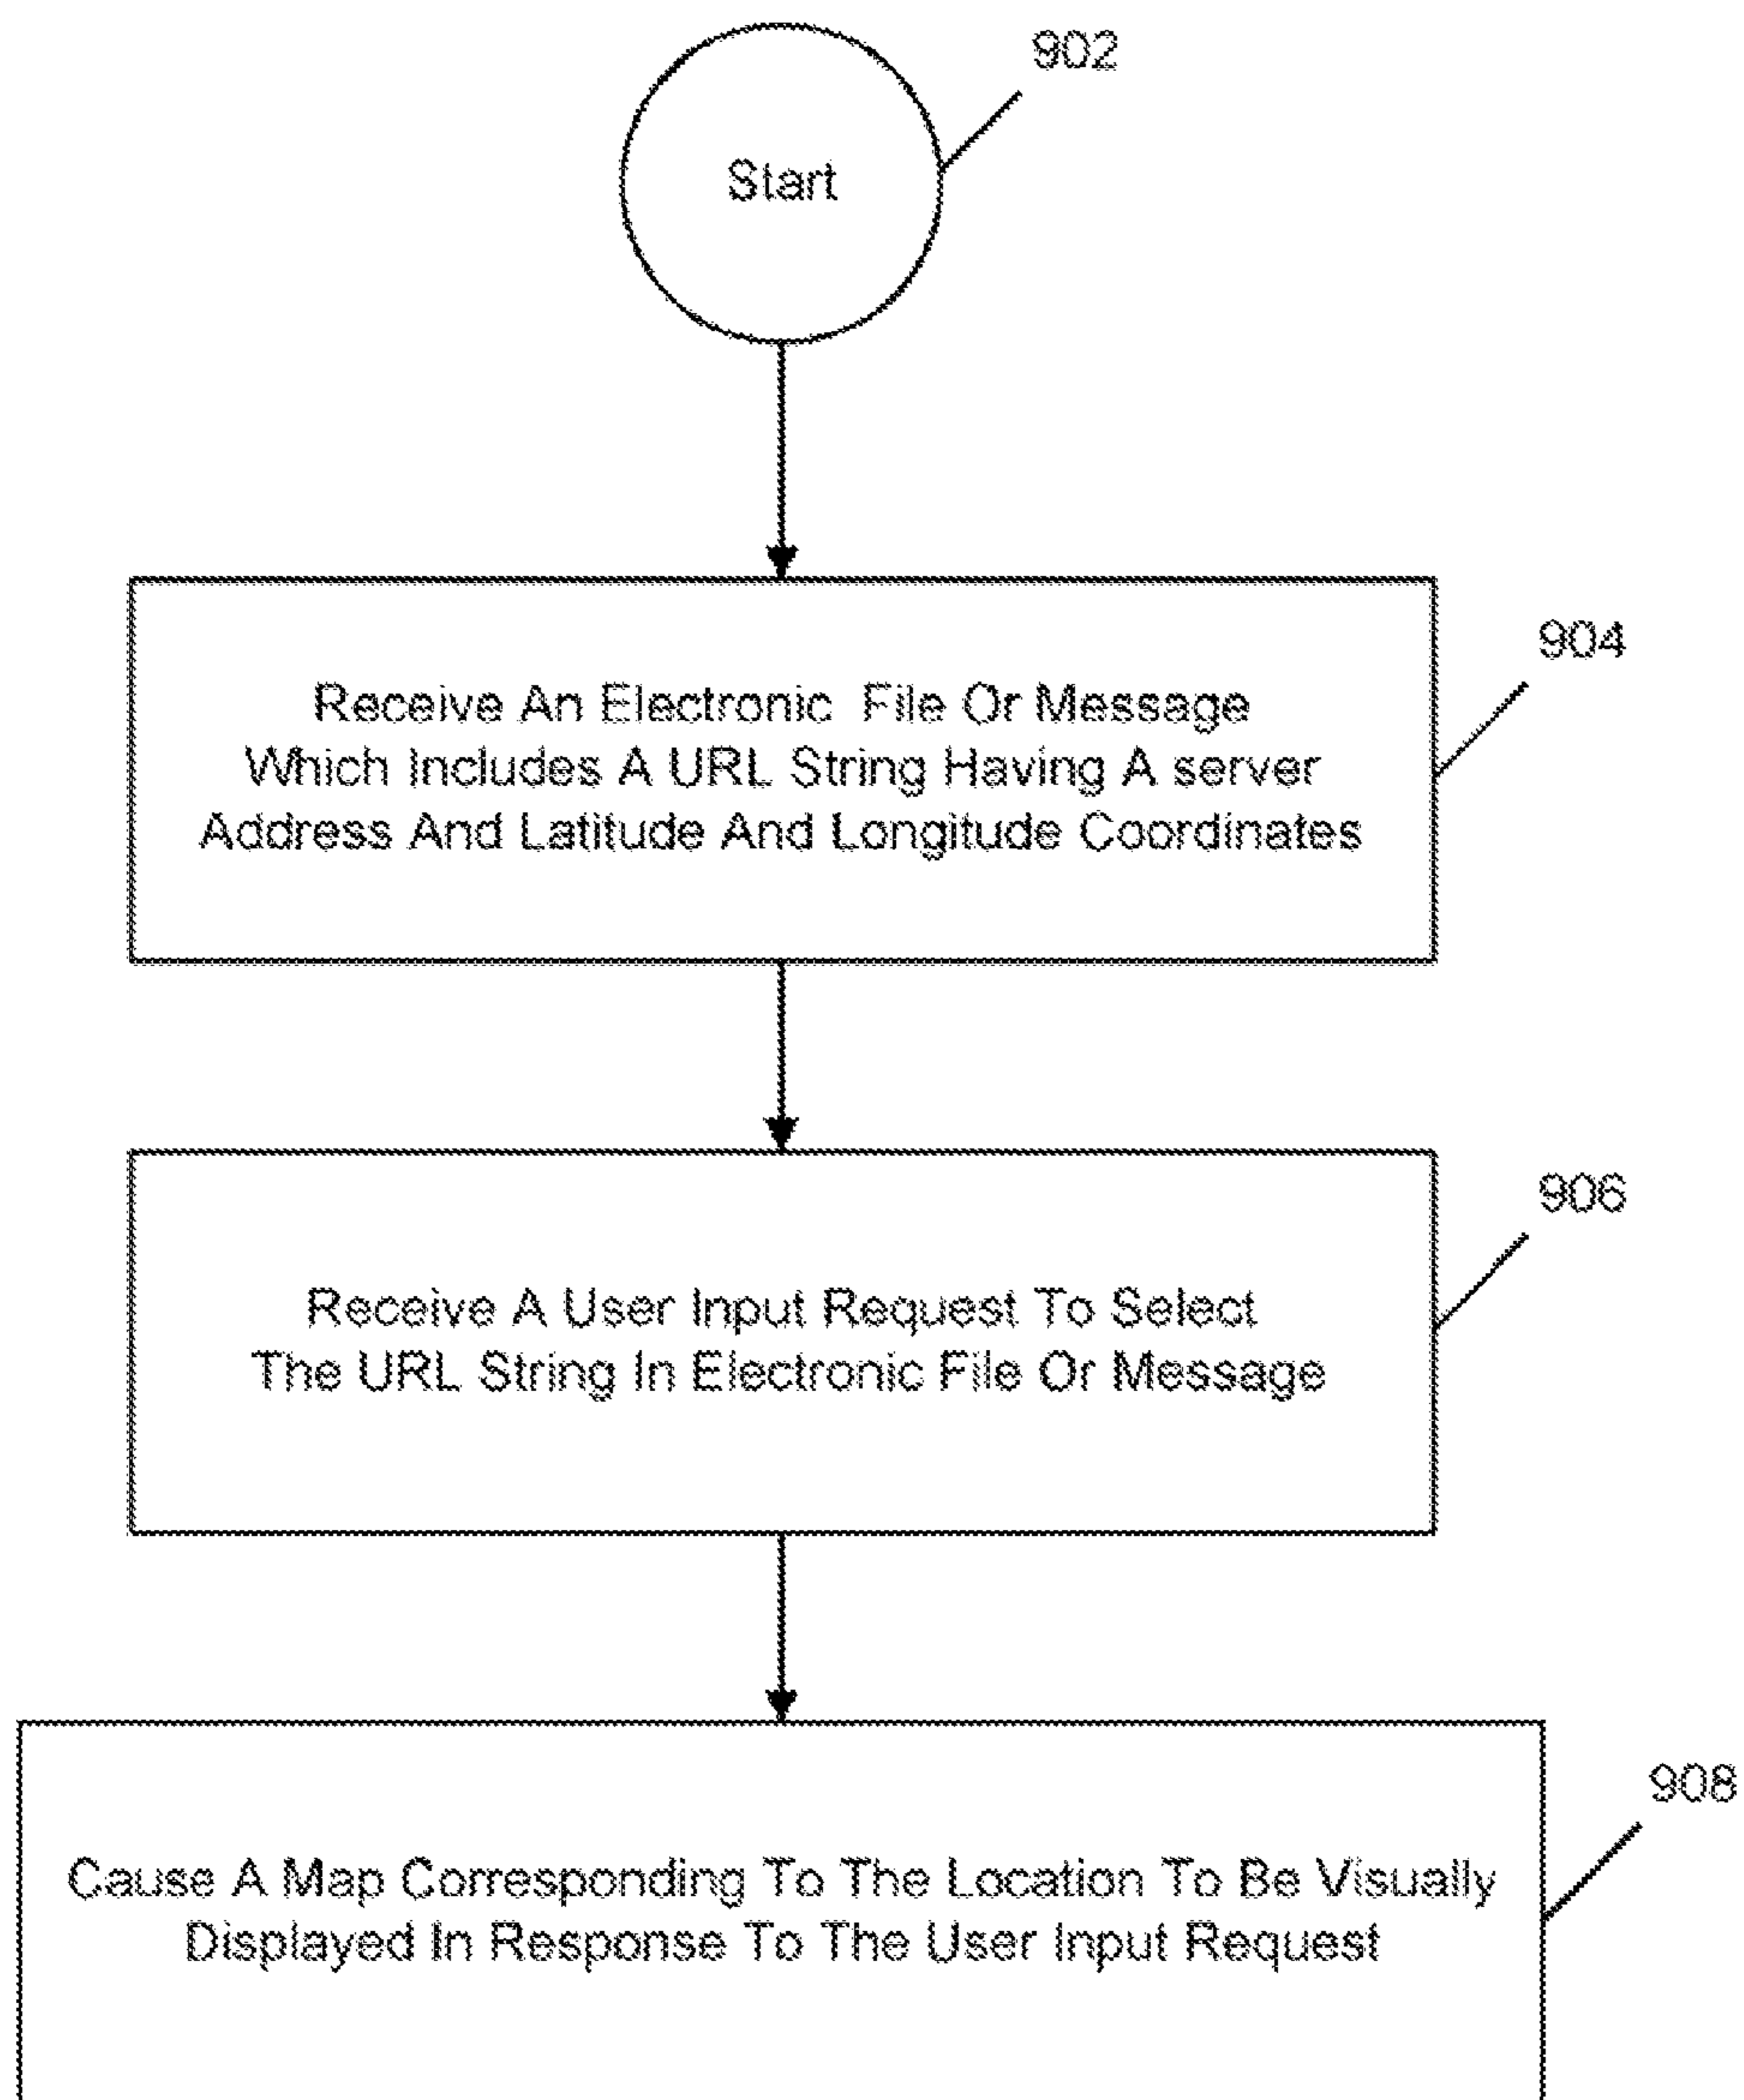 902
Start
904
Receive An Electronic File Or Message
Which Includes A URL String Having A server
Address And Latitude And Longitude Coordinates
906
Receive A User Input Request To Select
The URL String In Electronic File Or Message
908
Cause A Map Corresponding To The Location To Be Visually
Displayed In Response To The User Input Request